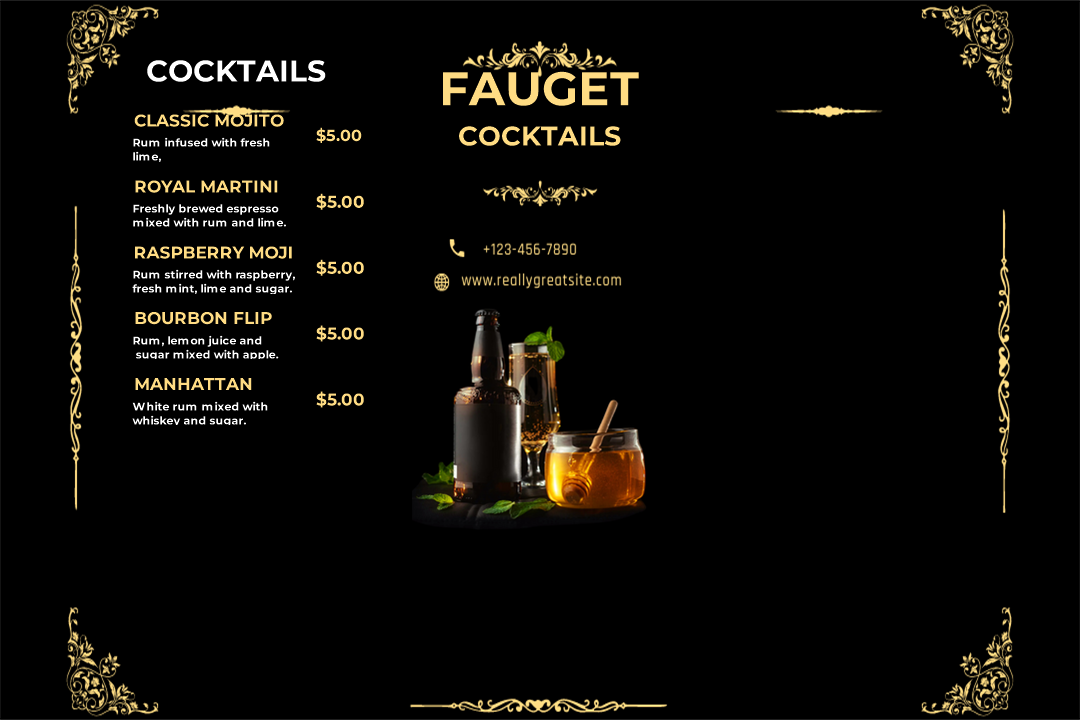 COCKTAILS
CLASSIC MOJITO
$5.00
Rum infused with fresh
lime,
ROYAL MARTINI
$5.00
Freshly brewed espresso
mixed with rum and lime.
RASPBERRY MOJI
$5.00
Rum stirred with raspberry,
fresh mint, lime and sugar.
BOURBON FLIP
$5.00
Rum, lemon juice and
sugar mixed with apple.
MANHATTAN
$5.00
White rum mixed with
whiskey and sugar.
FAUGET
COCKTAILS
+123-456-7890
www.reallygreatsite.com